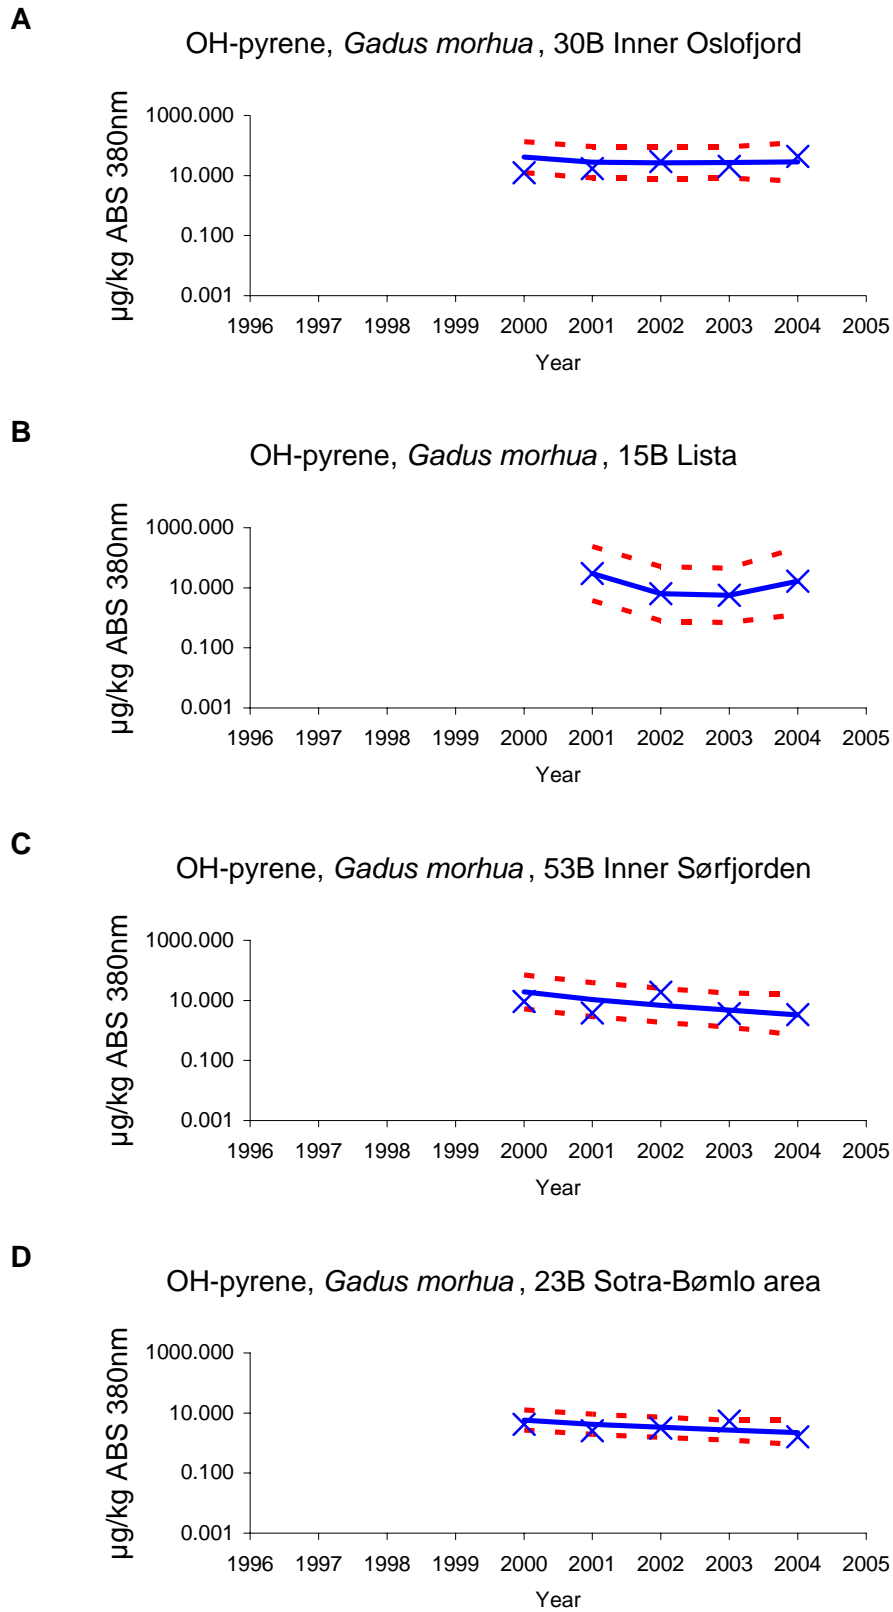 A
OH-pyrene, Gadus morhua , 30B Inner Oslofjord
µg/kg ABS 380nm
1000.000
10.000
0.100
0.001
1996 1997 1998 1999 2000 2001 2002 2003 2004 2005
Year
B
OH-pyrene, Gadus morhua , 15B Lista
µg/kg ABS 380nm
1000.000
10.000
0.100
0.001
1996 1997 1998 1999 2000 2001 2002 2003 2004 2005
Year
C
OH-pyrene, Gadus morhua , 53B Inner Sørfjorden
µg/kg ABS 380nm
1000.000
10.000
0.100
0.001
1996 1997 1998 1999 2000 2001 2002 2003 2004 2005
Year
D
OH-pyrene, Gadus morhua , 23B Sotra-Bømlo area
µg/kg ABS 380nm
1000.000
10.000
0.100
0.001
1996 1997 1998 1999 2000 2001 2002 2003 2004 2005
Year